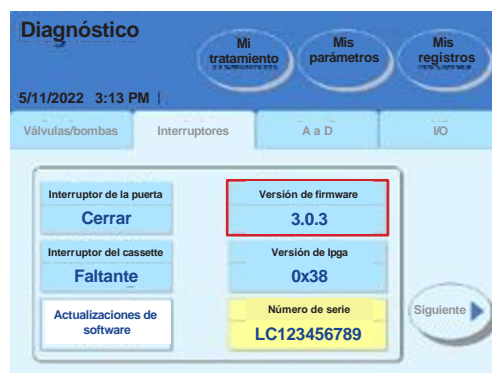 Diagnóstico
Mi
tratamiento
Mis
parámetros
Mis
registros
5/11/2022 3:13 PM
Válvulas/bombas
Interruptores
A a D
I/O
Interruptor de la puerta
Cerrar
Versión de firmware
3.0.3
Interruptor del cassette
Faltante
Versión de lpga
0x38
Actualizaciones de
software
Número de serie
LC123456789
Siguiente